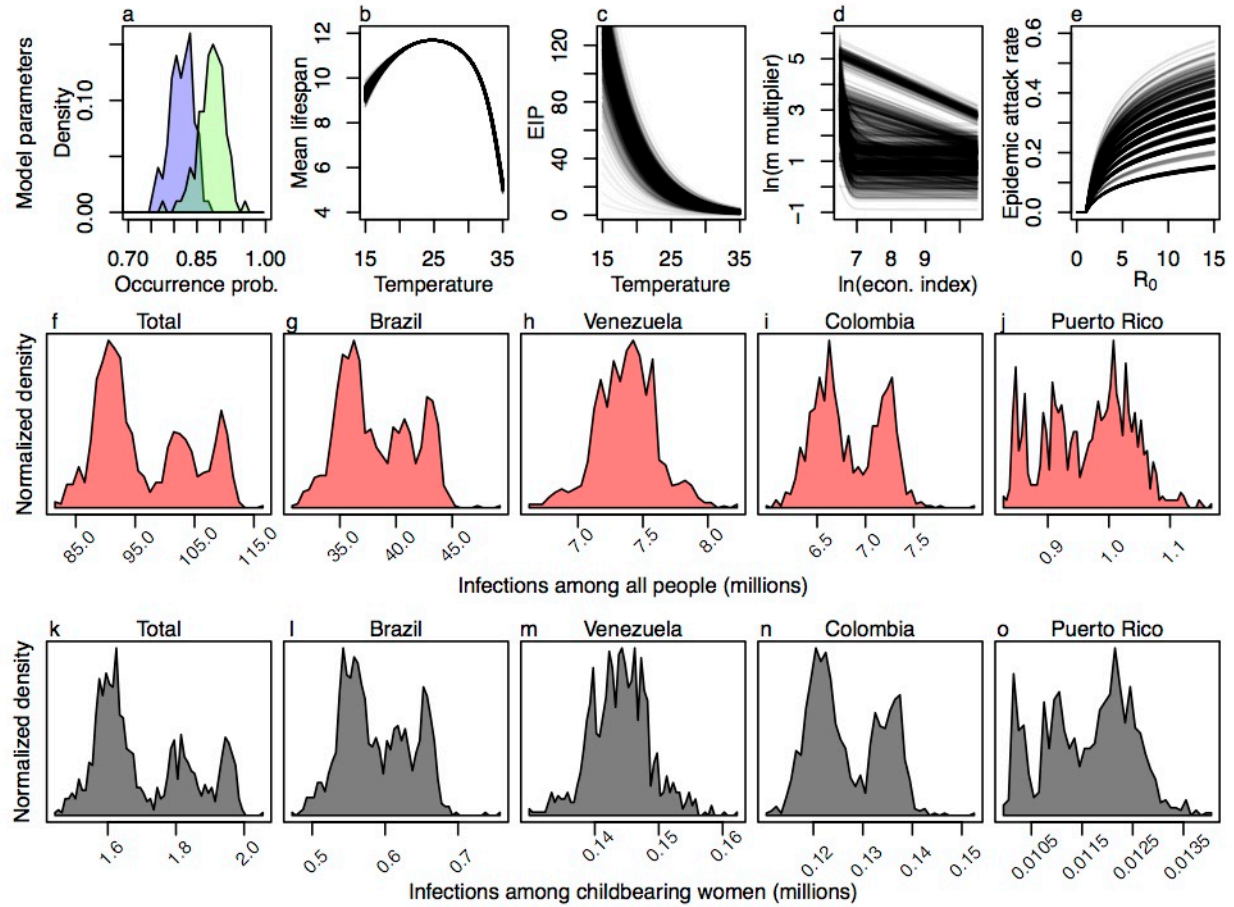 a b c d e
Model parameters
Density
0.00 0.10
0.70 0.85 1.00
Occurrence prob.
Mean lifespan
4 6 8 10 12
15 25 35
Temperature
EIP
0 40 80 120
15 25 35
Temperature
ln(m multiplier)
−1 1 3 5
7 8 9
ln(econ. index)
Epidemic attack rate
0.0 0.2 0.4 0.6
0 5 10 15
R0
f Total g Brazil h Venezuela i Colombia j Puerto Rico
Normalized density
85.0 95.0 105.0 115.0
35.0 40.0 45.0
7.0 7.5 8.0
6.5 7.0 7.5
0.9 1.0 1.1
Infections among all people (millions)
k Total l Brazil m Venezuela n Colombia o Puerto Rico
Normalized density
1.6 1.8 2.0
0.5 0.6 0.7
0.14 0.15 0.16
0.12 0.13 0.14 0.15
0.0105 0.0115 0.0125 0.0135
Infections among childbearing women (millions)